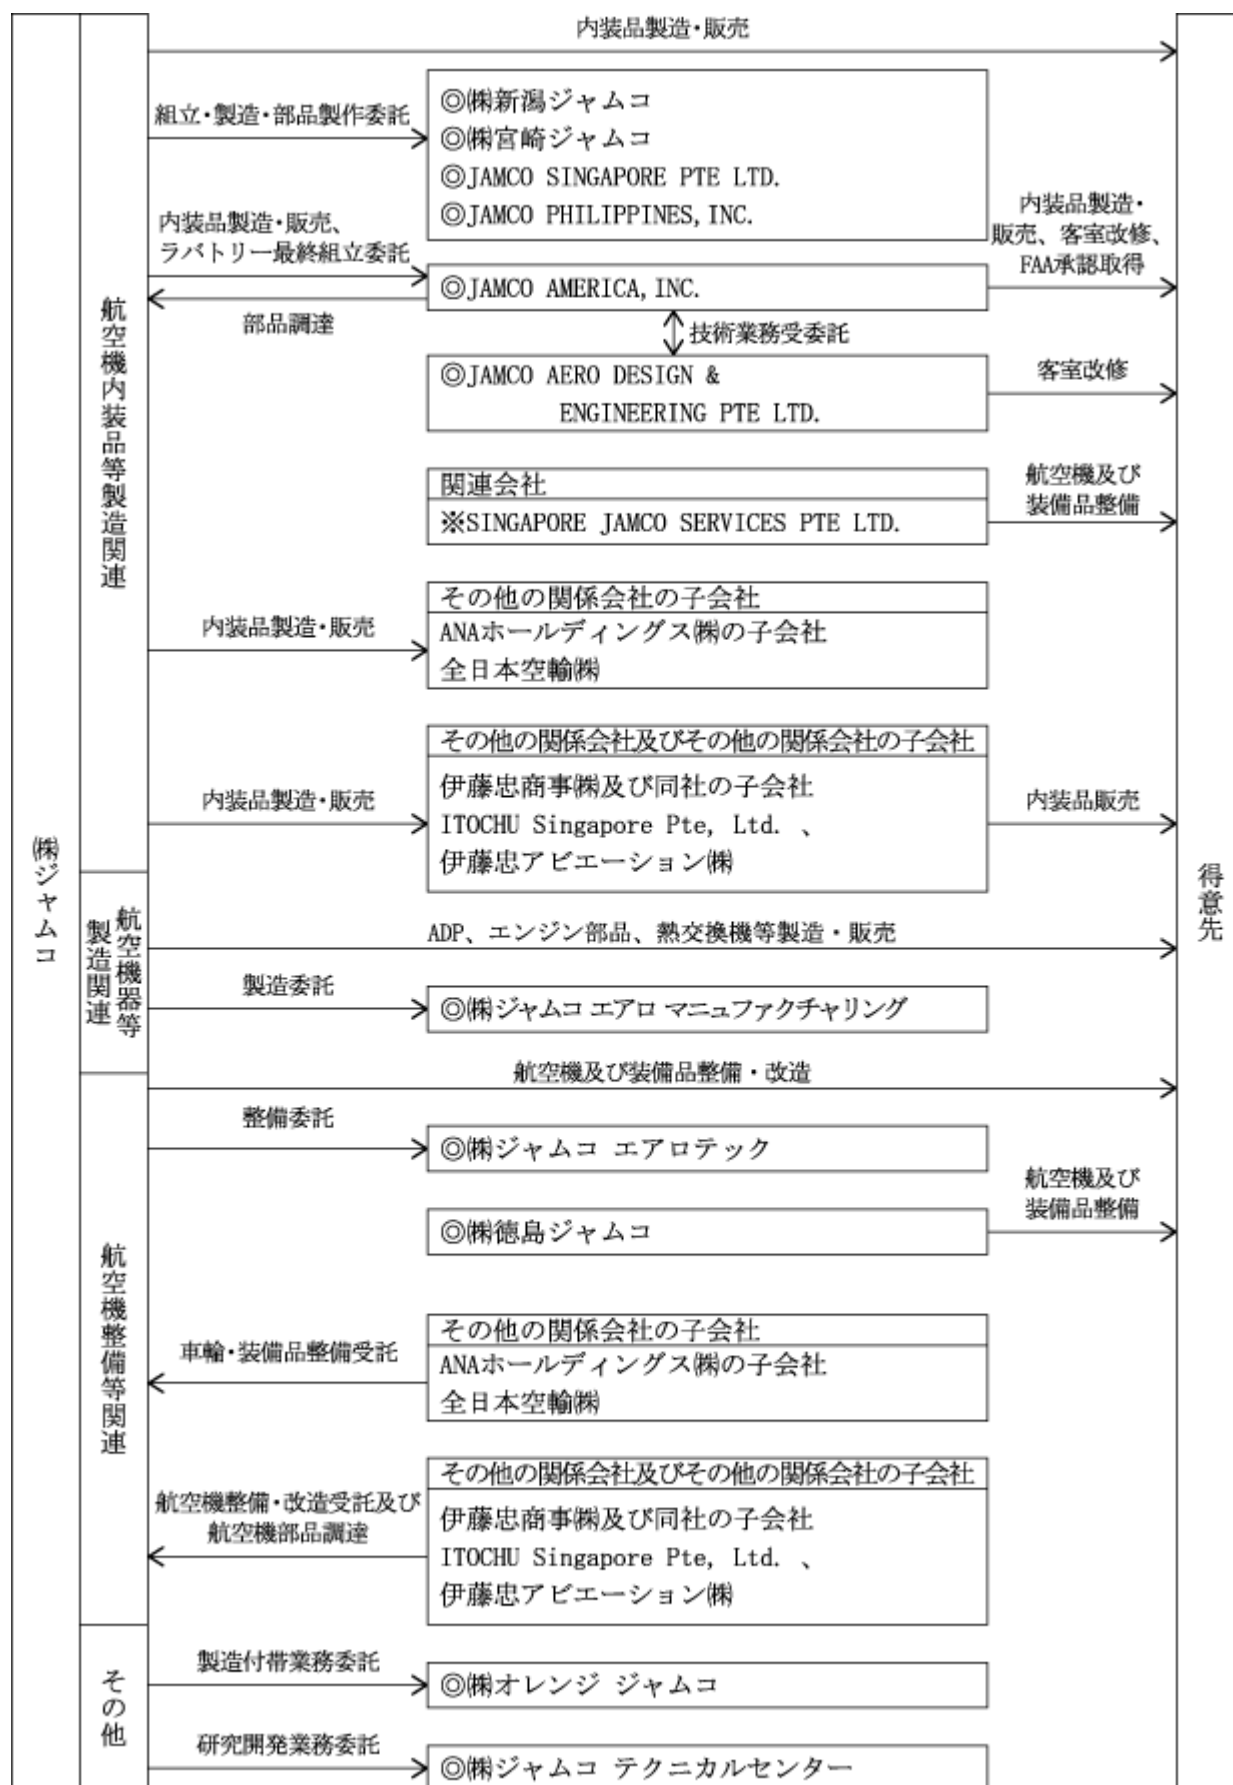 ㈱ジャムコ
航空機内装品等製造関連
内装品製造・販売
組立・製造・部品製作委託
◎㈱新潟ジャムコ
◎㈱宮崎ジャムコ
◎JAMCO SINGAPORE PTE LTD.
◎JAMCO PHILIPPINES, INC.
内装品製造・販売、
ラバトリー最終組立委託
◎JAMCO AMERICA, INC.
部品調達
内装品製造・
販売、客室改修、
FAA承認取得
技術業務受委託
◎JAMCO AERO DESIGN &
ENGINEERING PTE LTD.
客室改修
関連会社
※SINGAPORE JAMCO SERVICES PTE LTD.
航空機及び
装備品整備
内装品製造・販売
その他の関係会社の子会社
ANAホールディングス㈱の子会社
全日本空輸㈱
内装品製造・販売
その他の関係会社及びその他の関係会社の子会社
伊藤忠商事㈱及び同社の子会社
ITOCHU Singapore Pte, Ltd. 、
伊藤忠アビエーション㈱
内装品販売
得意先
航空機器等
製造関連
ADP、エンジン部品、熱交換機等製造・販売
製造委託
◎㈱ジャムコ エアロ マニュファクチャリング
航空機整備等関連
航空機及び装備品整備・改造
整備委託
◎㈱ジャムコ エアロテック
◎㈱徳島ジャムコ
航空機及び
装備品整備
車輪・装備品整備受託
その他の関係会社の子会社
ANAホールディングス㈱の子会社
全日本空輸㈱
航空機整備・改造受託及び
航空機部品調達
その他の関係会社及びその他の関係会社の子会社
伊藤忠商事㈱及び同社の子会社
ITOCHU Singapore Pte, Ltd. 、
伊藤忠アビエーション㈱
その他
製造付帯業務委託
◎㈱オレンジ ジャムコ
研究開発業務委託
◎㈱ジャムコ テクニカルセンター